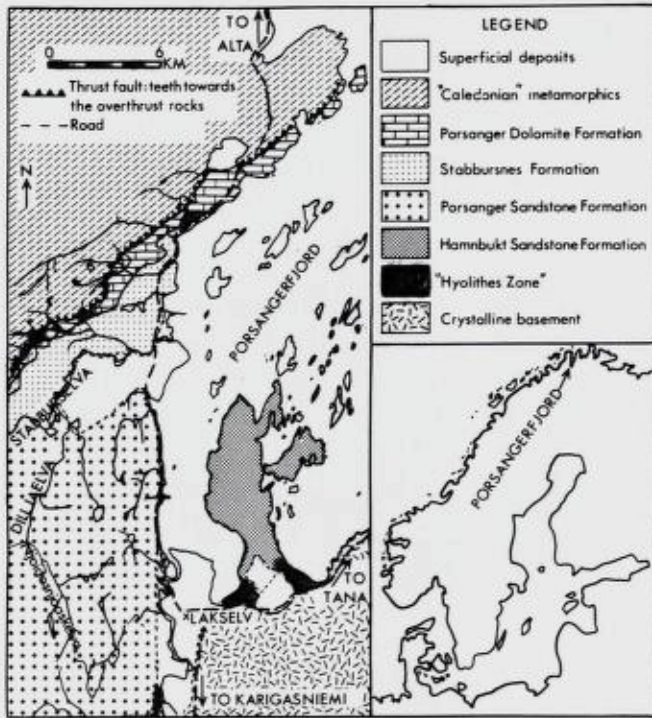 TO
ALTA
0 6
KM
Thrust fault: teeth towards
the overthrust rocks
Road
N
PORSANGERFJORD
STABBURSELVA
DILLJAELVA
LAKSELV
TO
TANA
TO KARIGASNIEMI
LEGEND
Superficial deposits
"Caledonian" metamorphics
Porsanger Dolomite Formation
Stabbursnes Formation
Porsanger Sandstone Formation
Hamnbukt Sandstone Formation
"Hyolithes Zone"
Crystalline basement
PORSANGERFJORD